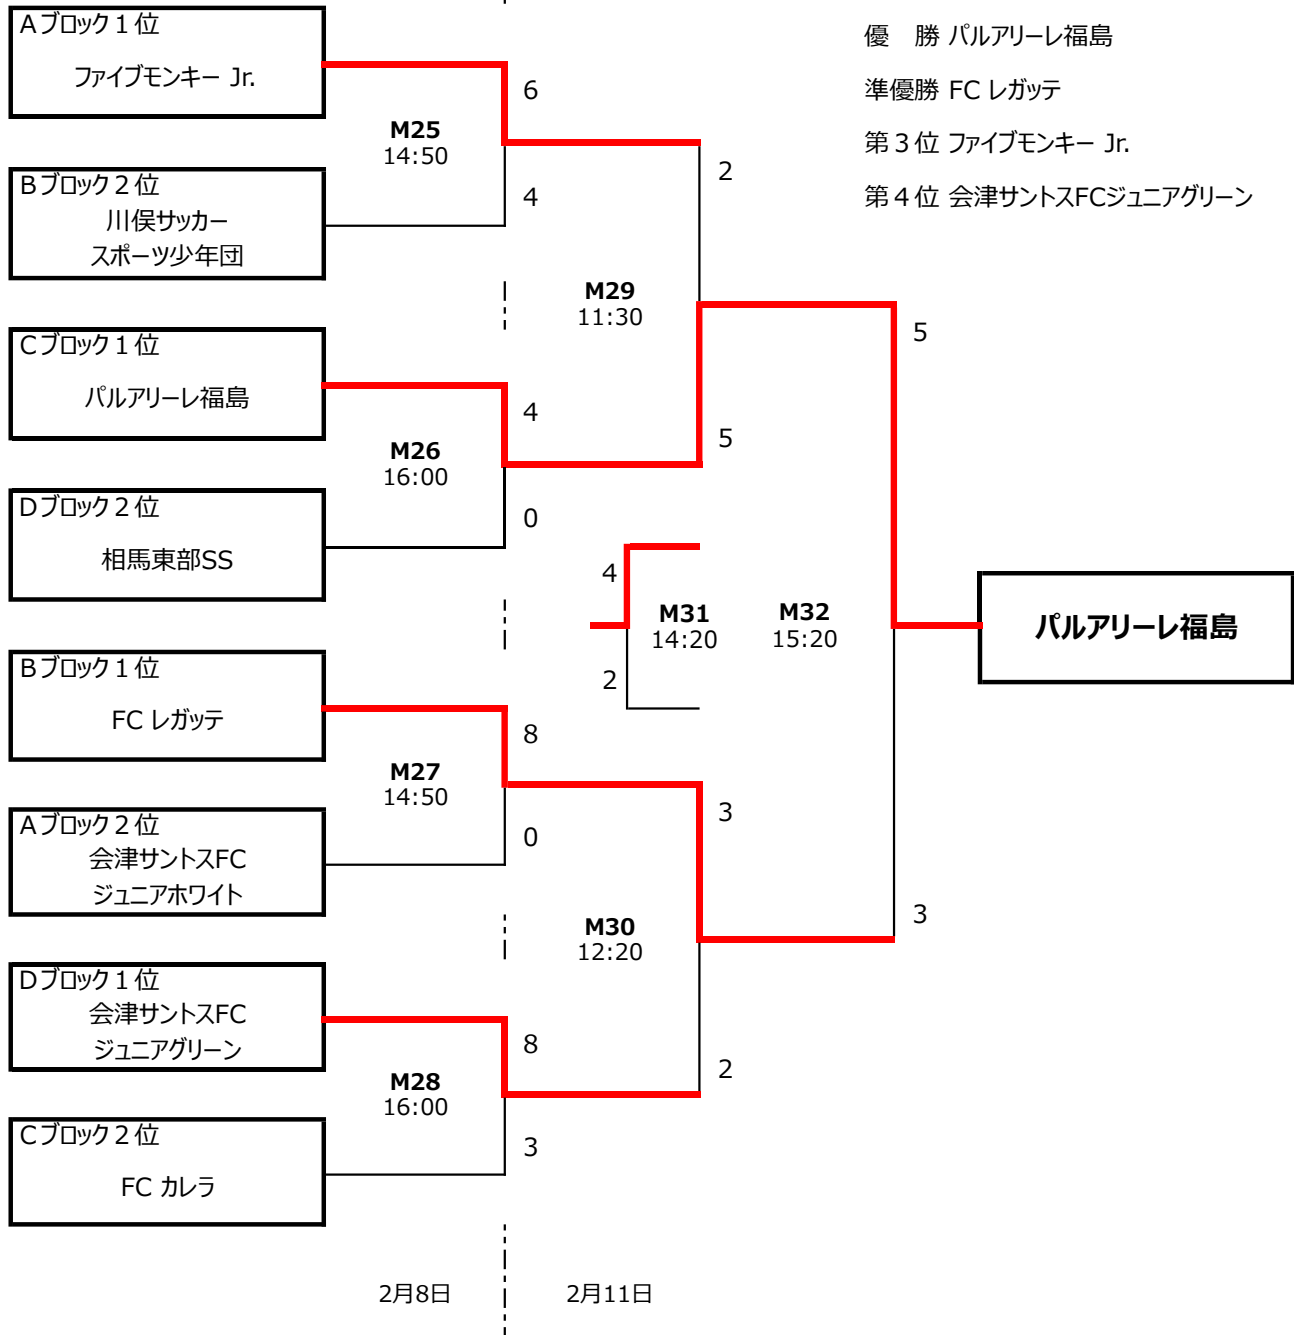 Aブロック１位
ファイブモンキー Jr.
M25
14:50
6
4
Bブロック２位
川俣サッカー
スポーツ少年団
M29
11:30
2
5
Cブロック１位
パルアリーレ福島
M26
16:00
4
0
Dブロック２位
相馬東部SS
4
2
M31
14:20
M32
15:20
5
3
パルアリーレ福島
Bブロック１位
FC レガッテ
M27
14:50
8
0
Aブロック２位
会津サントスFC
ジュニアホワイト
M30
12:20
3
2
Dブロック１位
会津サントスFC
ジュニアグリーン
M28
16:00
8
3
Cブロック２位
FC カレラ
2月8日
2月11日
優　勝 パルアリーレ福島
準優勝 FC レガッテ
第３位 ファイブモンキー Jr.
第４位 会津サントスFCジュニアグリーン